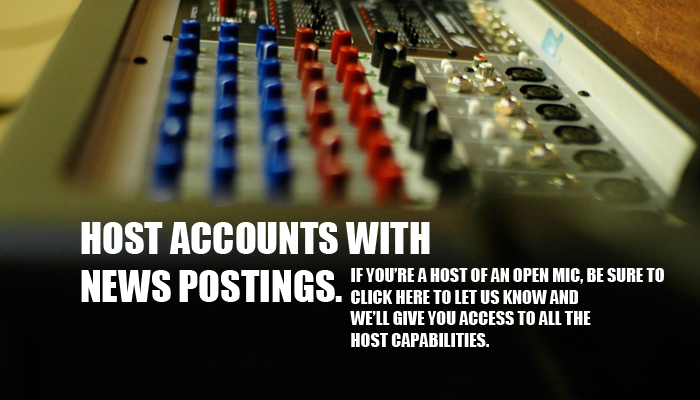 HOST ACCOUNTS WITH
NEWS POSTINGS.
IF YOU'RE A HOST OF AN OPEN MIC, BE SURE TO
CLICK HERE TO LET US KNOW AND
WE'LL GIVE YOU ACCESS TO ALL THE
HOST CAPABILITIES.